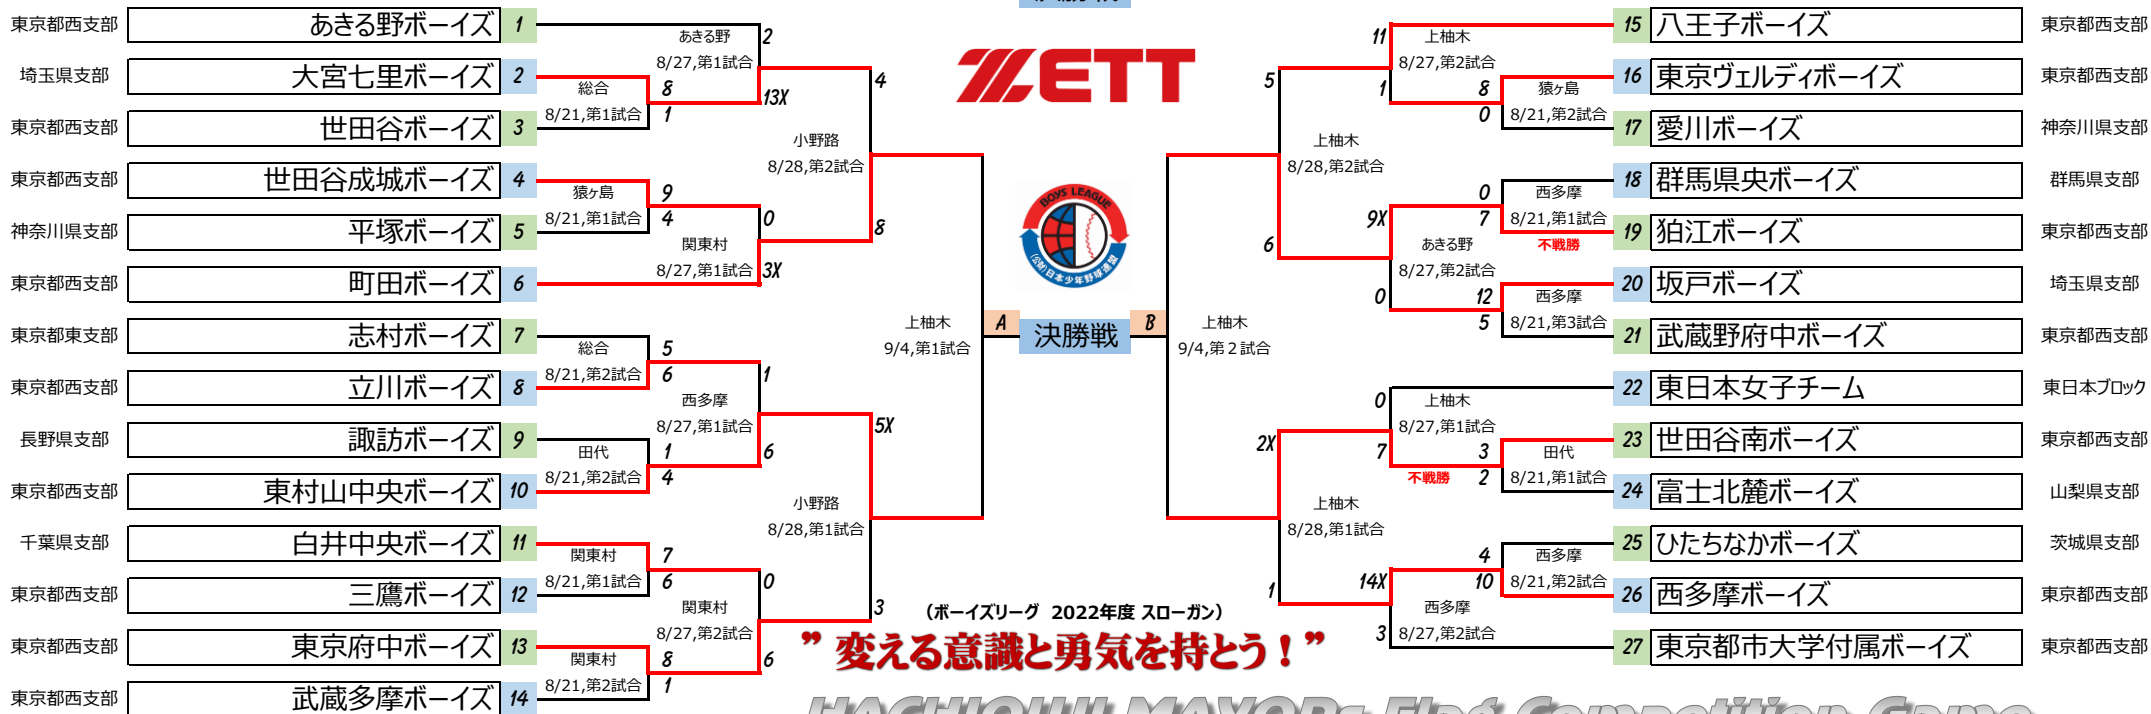 東京都西支部 あきる野ボーイズ 1
埼玉県支部 大宮七里ボーイズ 2
東京都西支部 世田谷ボーイズ 3
東京都西支部 世田谷成城ボーイズ 4
神奈川県支部 平塚ボーイズ 5
東京都西支部 町田ボーイズ 6
東京都東支部 志村ボーイズ 7
東京都西支部 立川ボーイズ 8
長野県支部 諏訪ボーイズ 9
東京都西支部 東村山中央ボーイズ 10
千葉県支部 白井中央ボーイズ 11
東京都西支部 三鷹ボーイズ 12
東京都西支部 東京府中ボーイズ 13
東京都西支部 武蔵多摩ボーイズ 14
総合
8/21,第1試合
8
1
猿ヶ島
8/21,第1試合
9
4
総合
8/21,第2試合
5
6
田代
8/21,第2試合
1
4
関東村
8/21,第1試合
7
6
関東村
8/21,第2試合
8
1
あきる野
8/27,第1試合
2
13X
関東村
8/27,第1試合
0
3X
西多摩
8/27,第1試合
1
6
関東村
8/27,第2試合
0
6
小野路
8/28,第2試合
4
8
小野路
8/28,第1試合
5X
3
上柚木
9/4,第1試合
A
ZETT
BOYS LEAGUE
(公財)日本少年野球連盟
決勝戦
B
上柚木
9/4,第２試合
(ボーイズリーグ 2022年度 スローガン)
”変える意識と勇気を持とう！”
HACHIOUJI MAYORs Flag Competition Game
5
6
上柚木
8/28,第2試合
2X
1
上柚木
8/28,第1試合
11
1
上柚木
8/27,第2試合
9X
0
あきる野
8/27,第2試合
0
7
上柚木
8/27,第1試合
不戦勝
14X
3
西多摩
8/27,第2試合
8
0
猿ヶ島
8/21,第2試合
0
7
西多摩
8/21,第1試合
不戦勝
12
5
西多摩
8/21,第3試合
3
2
田代
8/21,第1試合
4
10
西多摩
8/21,第2試合
15 八王子ボーイズ 東京都西支部
16 東京ヴェルディボーイズ 東京都西支部
17 愛川ボーイズ 神奈川県支部
18 群馬県央ボーイズ 群馬県支部
19 狛江ボーイズ 東京都西支部
20 坂戸ボーイズ 埼玉県支部
21 武蔵野府中ボーイズ 東京都西支部
22 東日本女子チーム 東日本ブロック
23 世田谷南ボーイズ 東京都西支部
24 富士北麓ボーイズ 山梨県支部
25 ひたちなかボーイズ 茨城県支部
26 西多摩ボーイズ 東京都西支部
27 東京都市大学付属ボーイズ 東京都西支部